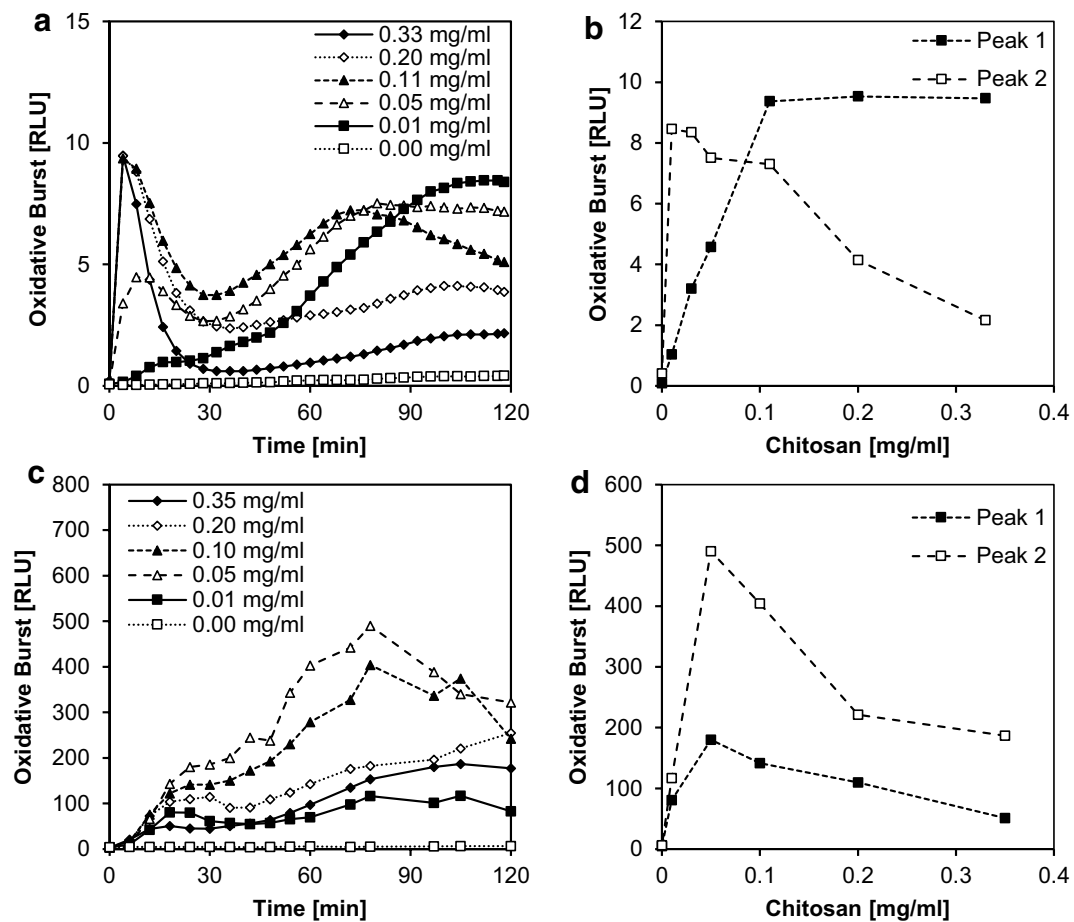 a
Oxidative Burst [RLU]
15
10
5
0
0 30 60 90 120
Time [min]
0.33 mg/ml
0.20 mg/ml
0.11 mg/ml
0.05 mg/ml
0.01 mg/ml
0.00 mg/ml
b
Oxidative Burst [RLU]
12
10
8
6
4
2
0
0.0 0.1 0.2 0.3 0.4
Chitosan [mg/ml]
Peak 1
Peak 2
c
Oxidative Burst [RLU]
800
700
600
500
400
300
200
100
0
0 30 60 90 120
Time [min]
0.35 mg/ml
0.20 mg/ml
0.10 mg/ml
0.05 mg/ml
0.01 mg/ml
0.00 mg/ml
d
Oxidative Burst [RLU]
600
500
400
300
200
100
0
0.0 0.1 0.2 0.3 0.4
Chitosan [mg/ml]
Peak 1
Peak 2